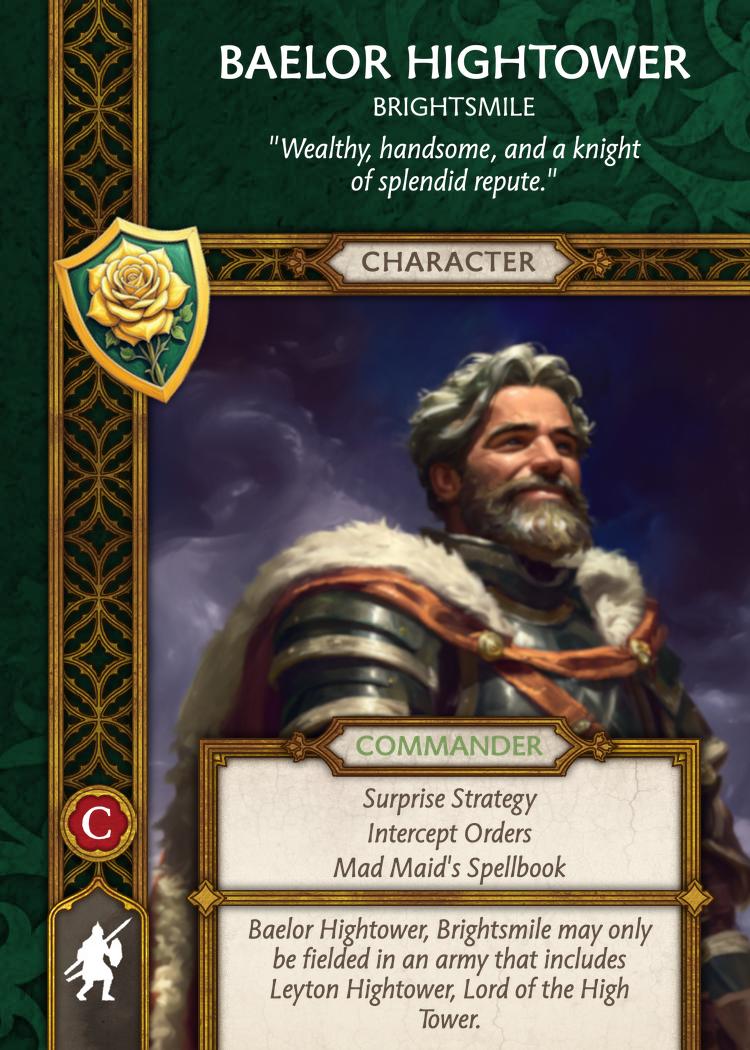 BAELOR HIGHTOWER
BRIGHTSMILE
"Wealthy, handsome, and a knight
of splendid repute."
CHARACTER
COMMANDER
Surprise Strategy
Intercept Orders
Mad Maid's Spellbook
C
Baelor Hightower, Brightsmile may only
be fielded in an army that includes
Leyton Hightower, Lord of the High
Tower.